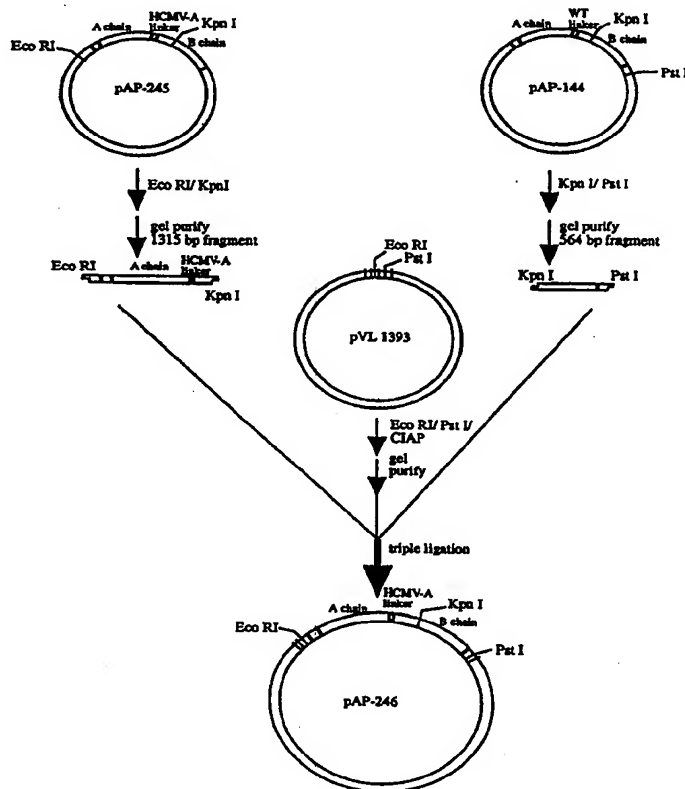 HCMV-A
A chain
linker
Kpn I
B chain
Eco RI
pAP-245
WT
A chain
linker
Kpn I
B chain
Pst I
pAP-144
Eco RI/ KpnI
gel purify
1315 bp fragment
Kpn I/ Pst I
gel purify
564 bp fragment
Eco RI
A chain
HCMV-A
linker
Kpn I
Kpn I
Pst I
Eco RI
Pst I
pVL 1393
Eco RI/ Pst I/
CIAP
gel
purify
triple ligation
HCMV-A
A chain
linker
Kpn I
B chain
Eco RI
Pst I
pAP-246